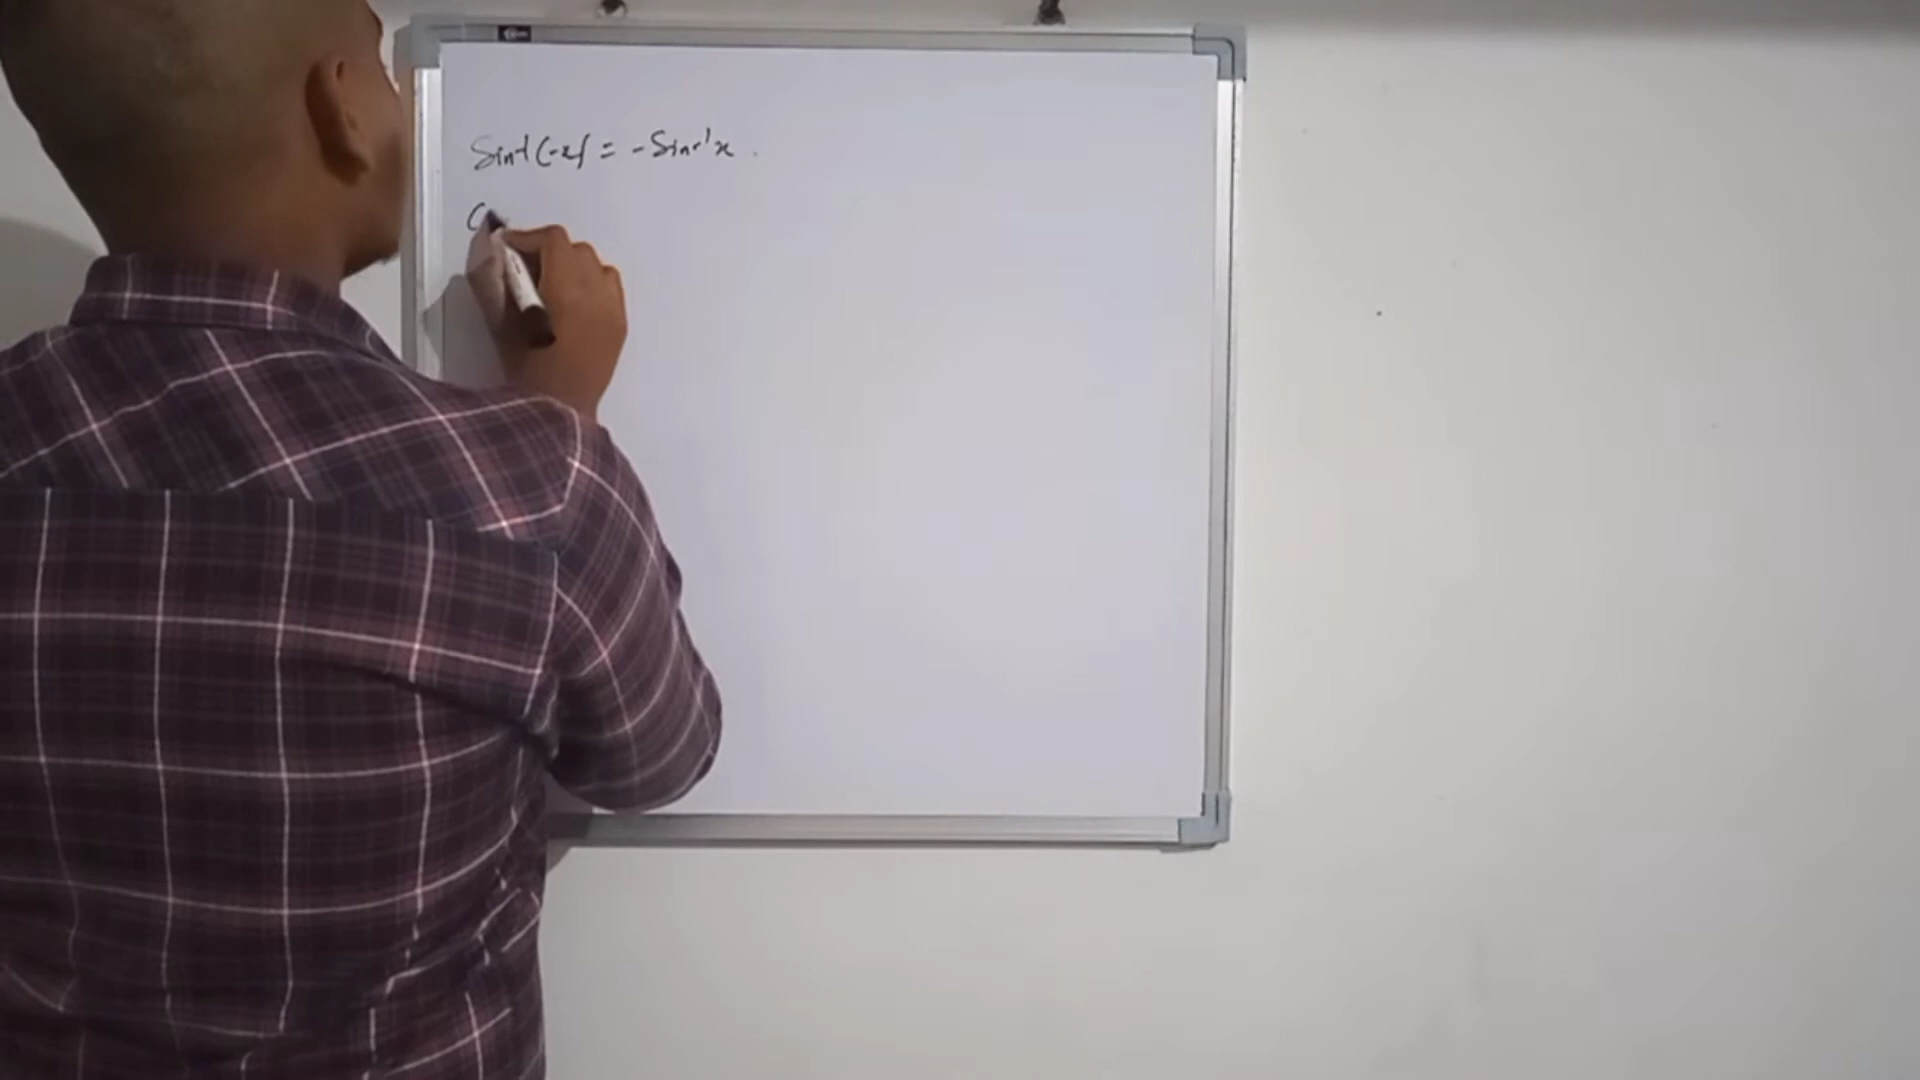 Sin⁻¹(-x) = -Sin⁻¹x .
C